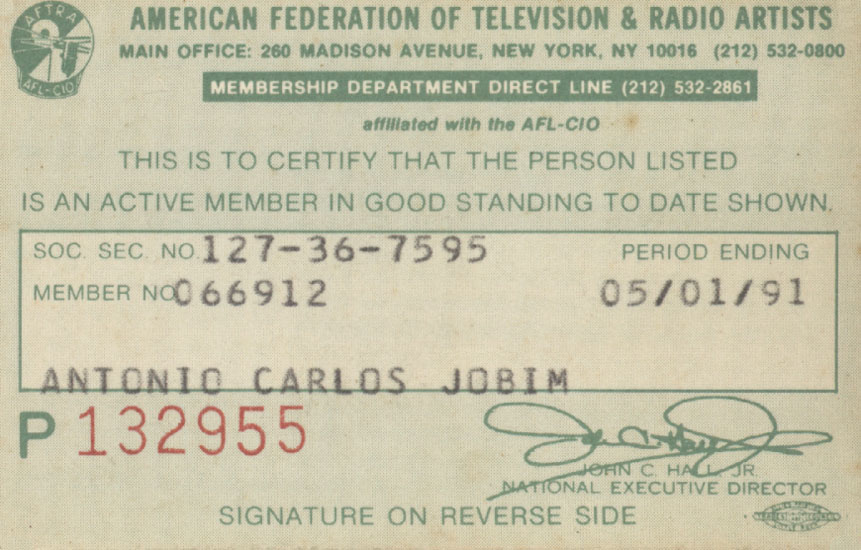 AFTRA
AFL-CIO
AMERICAN FEDERATION OF TELEVISION & RADIO ARTISTS
MAIN OFFICE: 260 MADISON AVENUE, NEW YORK, NY 10016 (212) 532-0800
MEMBERSHIP DEPARTMENT DIRECT LINE (212) 532-2861
affiliated with the AFL-CIO
THIS IS TO CERTIFY THAT THE PERSON LISTED
IS AN ACTIVE MEMBER IN GOOD STANDING TO DATE SHOWN.
SOC. SEC. NO. 127-36-7595 PERIOD ENDING
MEMBER NO 066912 05/01/91
ANTONIO CARLOS JOBIM
P 132955
JOHN C. HALL, JR.
NATIONAL EXECUTIVE DIRECTOR
SIGNATURE ON REVERSE SIDE